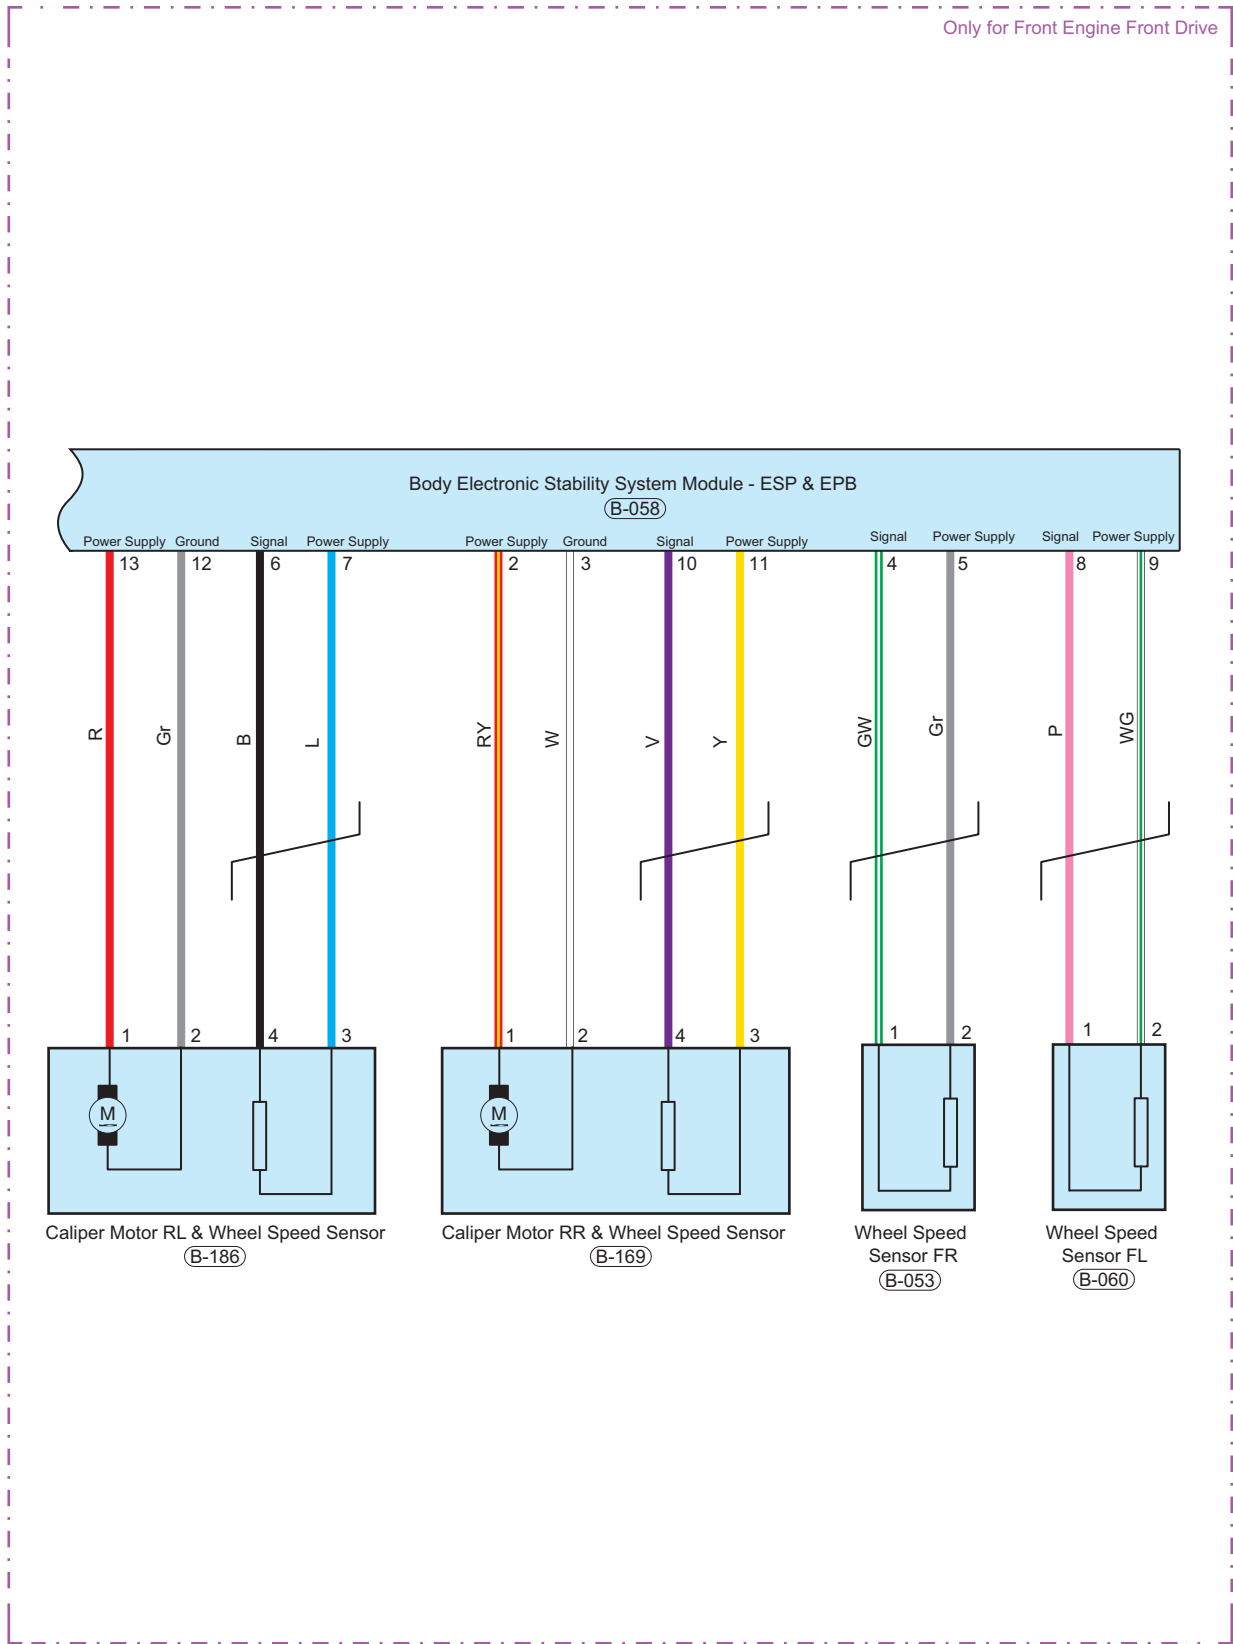 Only for Front Engine Front Drive
Body Electronic Stability System Module - ESP & EPB
B-058
Power Supply Ground Signal Power Supply Power Supply Ground Signal Power Supply Signal Power Supply Signal Power Supply
13 12 6 7 2 3 10 11 4 5 8 9
R Gr B L RY W V Y GW Gr P WG
1 2 4 3 1 2 4 3 1 2 1 2
M M
Caliper Motor RL & Wheel Speed Sensor
B-186
Caliper Motor RR & Wheel Speed Sensor
B-169
Wheel Speed
Sensor FR
B-053
Wheel Speed
Sensor FL
B-060